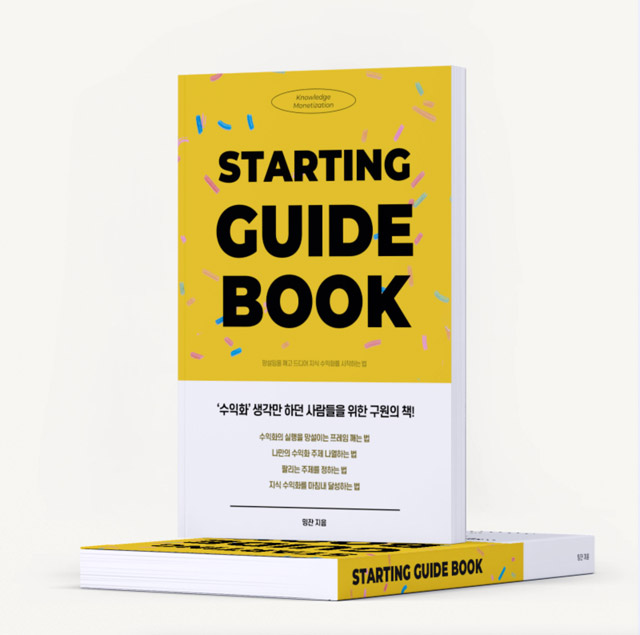 Knowledge
Monetization
STARTING
GUIDE
BOOK
망설임을 깨고 드디어 지식 수익화를 시작하는 법
‘수익화’ 생각만 하던 사람들을 위한 구원의 책!
수익화의 실행을 망설이는 프레임 깨는 법
나만의 수익화 주제 나열하는 법
팔리는 주제를 정하는 법
지식 수익화를 마침내 달성하는 법
지음
STARTING GUIDE BOOK
지음